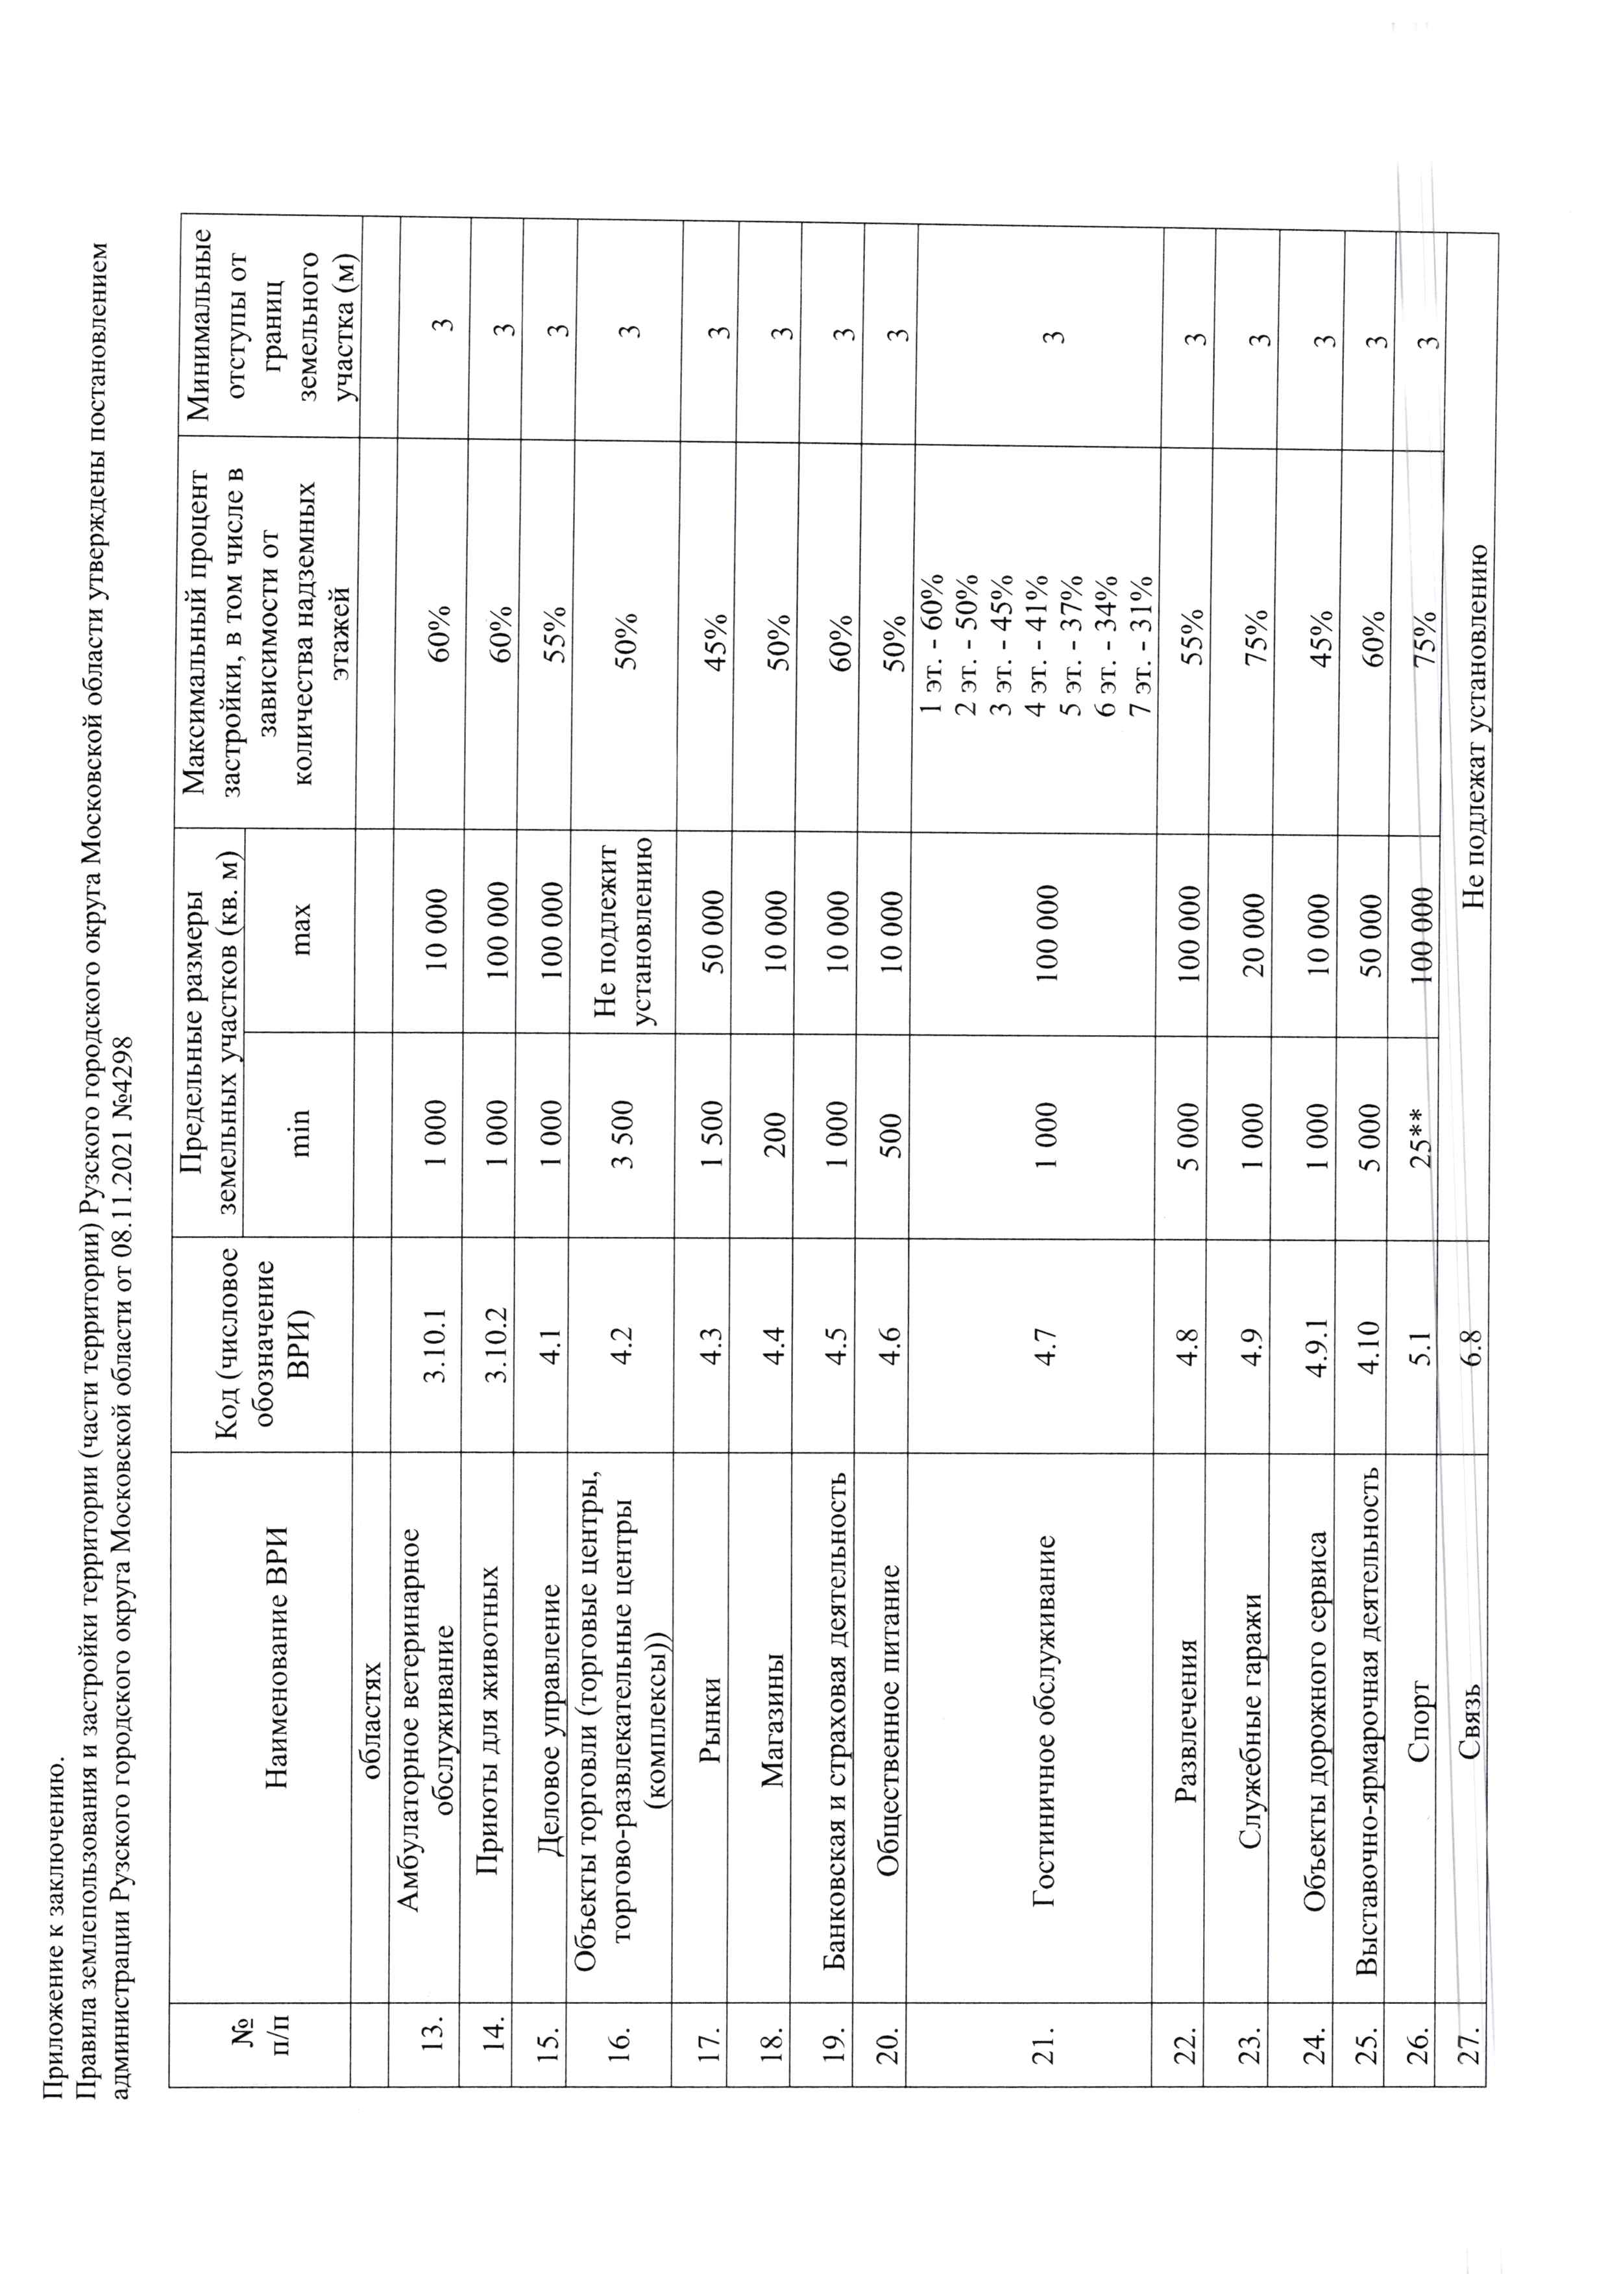 Приложение к заключению.
Правила землепользования и застройки территории (части территории) Рузского городского округа Московской области утверждены постановлением
администрации Рузского городского округа Московской области от 08.11.2021 №4298
№
п/п
Наименование ВРИ
Код (числовое
обозначение
ВРИ)
Предельные размеры
земельных участков (кв. м)
min
max
Максимальный процент
застройки, в том числе в
зависимости от
количества надземных
этажей
Минимальные
отступы от
границ
земельного
участка (м)
областях
13.
Амбулаторное ветеринарное
обслуживание
3.10.1
1 000
10 000
60%
3
14.
Приюты для животных
3.10.2
1 000
100 000
60%
3
15.
Деловое управление
4.1
1 000
100 000
55%
3
16.
Объекты торговли (торговые центры,
торгово-развлекательные центры
(комплексы))
4.2
3 500
Не подлежит
установлению
50%
3
17.
Рынки
4.3
1 500
50 000
45%
3
18.
Магазины
4.4
200
10 000
50%
3
19.
Банковская и страховая деятельность
4.5
1 000
10 000
60%
3
20.
Общественное питание
4.6
500
10 000
50%
3
21.
Гостиничное обслуживание
4.7
1 000
100 000
1 эт. - 60%
2 эт. - 50%
3 эт. - 45%
4 эт. - 41%
5 эт. - 37%
6 эт. - 34%
7 эт. - 31%
3
22.
Развлечения
4.8
5 000
100 000
55%
3
23.
Служебные гаражи
4.9
1 000
20 000
75%
3
24.
Объекты дорожного сервиса
4.9.1
1 000
10 000
45%
3
25.
Выставочно-ярмарочная деятельность
4.10
5 000
50 000
60%
3
26.
Спорт
5.1
25**
100 000
75%
3
27.
Связь
6.8
Не подлежат установлению